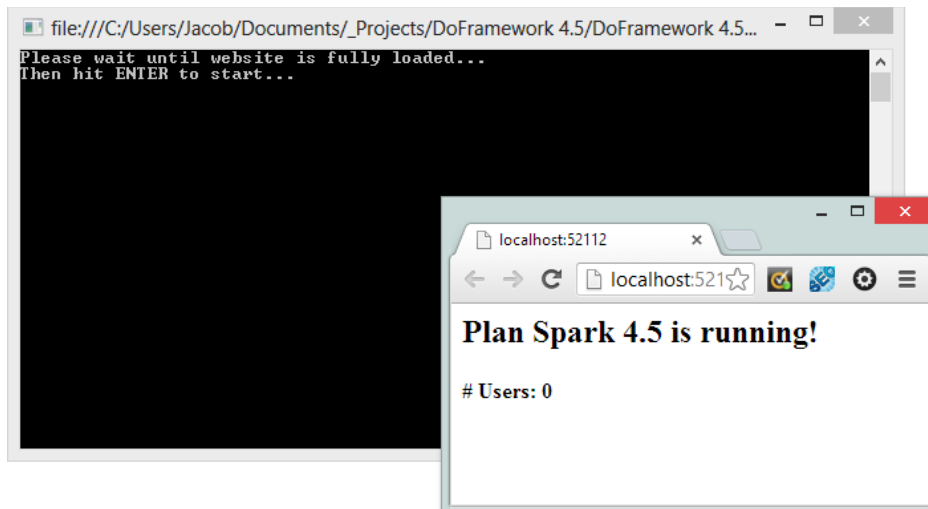 file:///C:/Users/Jacob/Documents/_Projects/DoFramework 4.5/DoFramework 4.5...
Please wait until website is fully loaded...
Then hit ENTER to start...
localhost:52112
localhost:521
Plan Spark 4.5 is running!
# Users: 0